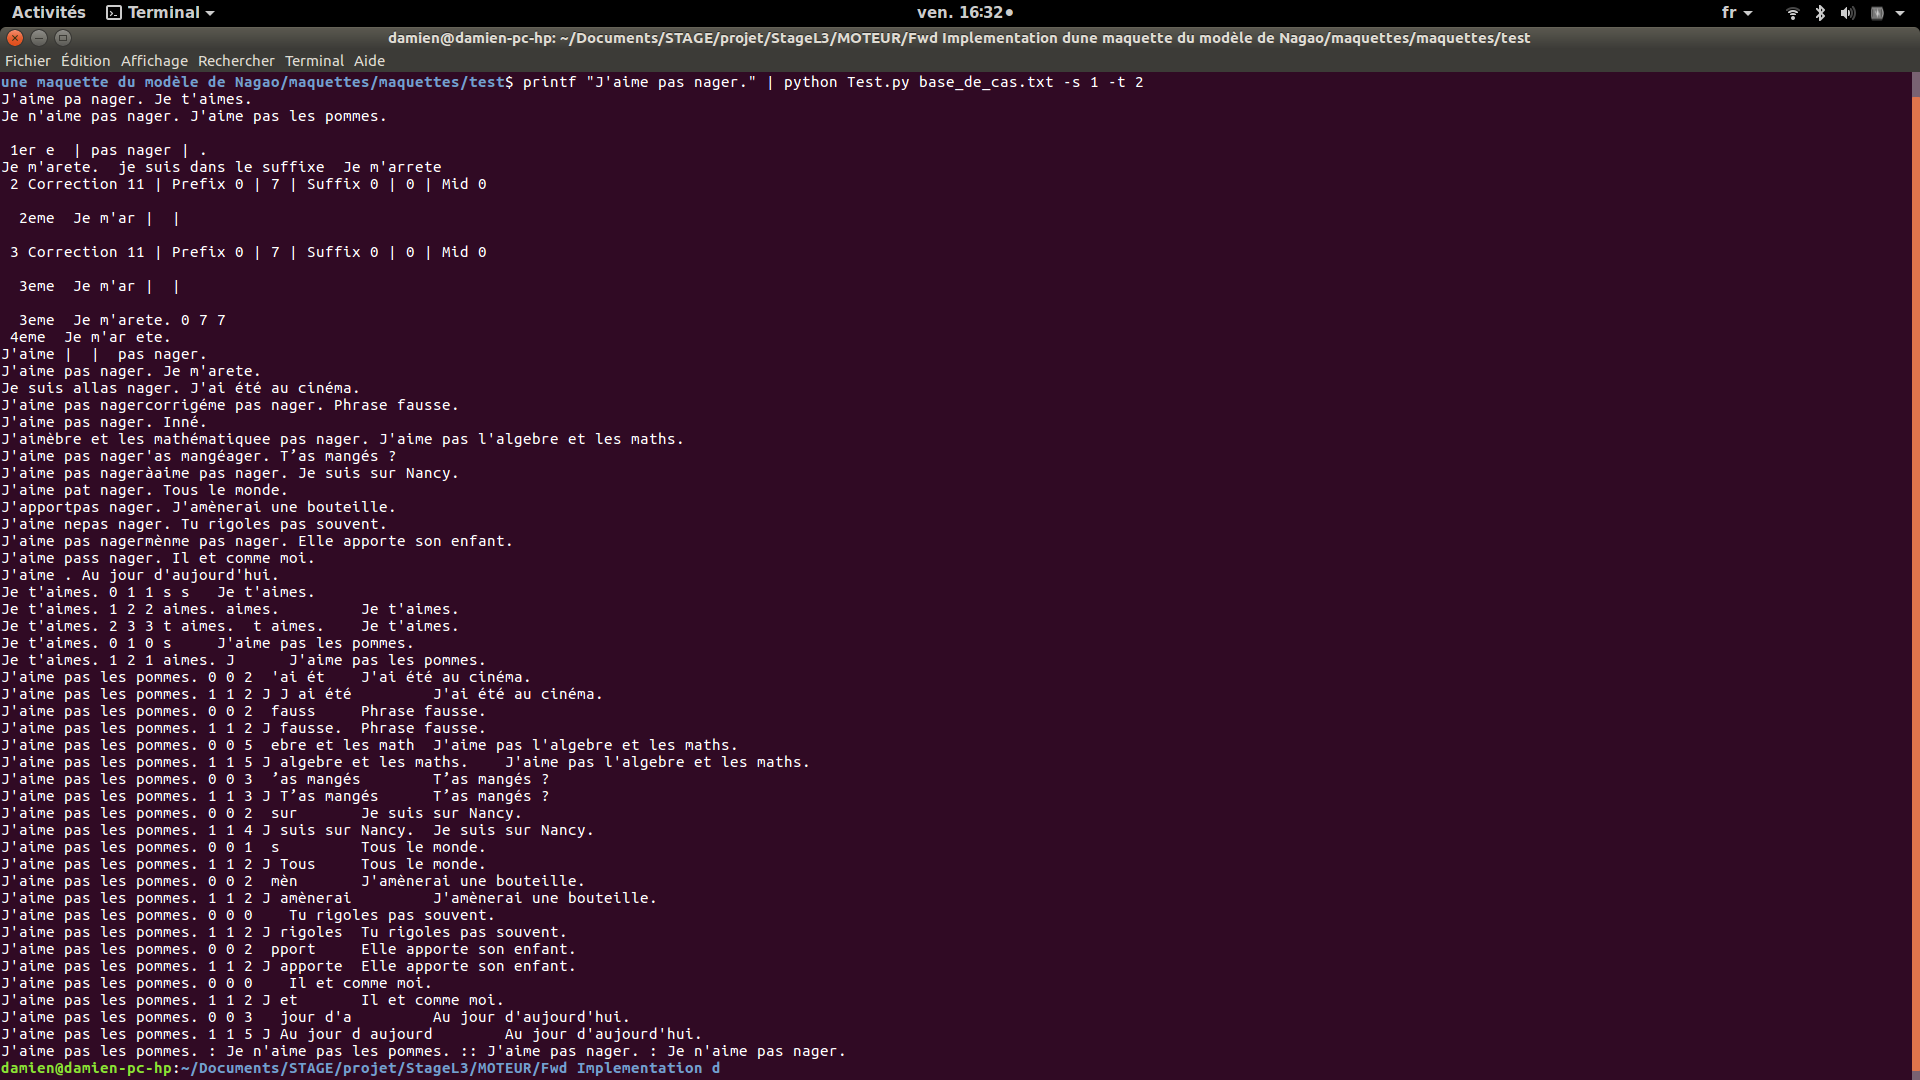 Activités Terminal ven. 16:32 fr
damien@damien-pc-hp: ~/Documents/STAGE/projet/StageL3/MOTEUR/Fwd Implementation dune maquette du modèle de Nagao/maquettes/maquettes/test
Fichier Édition Affichage Rechercher Terminal Aide
une maquette du modèle de Nagao/maquettes/maquettes/test$ printf "J'aime pas nager." | python Test.py base_de_cas.txt -s 1 -t 2
J'aime pa nager. Je t'aimes.
Je n'aime pas nager. J'aime pas les pommes.
1er e  | pas nager | .
Je m'arete.  je suis dans le suffixe  Je m'arrete
2 Correction 11 | Prefix 0 | 7 | Suffix 0 | 0 | Mid 0
2eme  Je m'ar |  |
3 Correction 11 | Prefix 0 | 7 | Suffix 0 | 0 | Mid 0
3eme  Je m'ar |  |
3eme  Je m'arete. 0 7 7
4eme  Je m'ar ete.
J'aime |  |  pas nager.
J'aime pas nager. Je m'arete.
Je suis allas nager. J'ai été au cinéma.
J'aime pas nagercorrigéme pas nager. Phrase fausse.
J'aime pas nager. Inné.
J'aimèbre et les mathématiquee pas nager. J'aime pas l'algebre et les maths.
J'aime pas nager'as mangéager. T’as mangés ?
J'aime pas nageràaime pas nager. Je suis sur Nancy.
J'aime pat nager. Tous le monde.
J'apportpas nager. J'amènerai une bouteille.
J'aime nepas nager. Tu rigoles pas souvent.
J'aime pas nagermènme pas nager. Elle apporte son enfant.
J'aime pass nager. Il et comme moi.
J'aime . Au jour d'aujourd'hui.
Je t'aimes. 0 1 1 s s   Je t'aimes.
Je t'aimes. 1 2 2 aimes. aimes.         Je t'aimes.
Je t'aimes. 2 3 3 t aimes.  t aimes.    Je t'aimes.
Je t'aimes. 0 1 0 s     J'aime pas les pommes.
Je t'aimes. 1 2 1 aimes. J      J'aime pas les pommes.
J'aime pas les pommes. 0 0 2  'ai ét    J'ai été au cinéma.
J'aime pas les pommes. 1 1 2 J J ai été         J'ai été au cinéma.
J'aime pas les pommes. 0 0 2  fauss     Phrase fausse.
J'aime pas les pommes. 1 1 2 J fausse.  Phrase fausse.
J'aime pas les pommes. 0 0 5  ebre et les math  J'aime pas l'algebre et les maths.
J'aime pas les pommes. 1 1 5 J algebre et les maths.    J'aime pas l'algebre et les maths.
J'aime pas les pommes. 0 0 3  ’as mangés        T’as mangés ?
J'aime pas les pommes. 1 1 3 J T’as mangés      T’as mangés ?
J'aime pas les pommes. 0 0 2  sur       Je suis sur Nancy.
J'aime pas les pommes. 1 1 4 J suis sur Nancy.  Je suis sur Nancy.
J'aime pas les pommes. 0 0 1  s         Tous le monde.
J'aime pas les pommes. 1 1 2 J Tous     Tous le monde.
J'aime pas les pommes. 0 0 2  mèn       J'amènerai une bouteille.
J'aime pas les pommes. 1 1 2 J amènerai         J'amènerai une bouteille.
J'aime pas les pommes. 0 0 0    Tu rigoles pas souvent.
J'aime pas les pommes. 1 1 2 J rigoles  Tu rigoles pas souvent.
J'aime pas les pommes. 0 0 2  pport     Elle apporte son enfant.
J'aime pas les pommes. 1 1 2 J apporte  Elle apporte son enfant.
J'aime pas les pommes. 0 0 0    Il et comme moi.
J'aime pas les pommes. 1 1 2 J et       Il et comme moi.
J'aime pas les pommes. 0 0 3   jour d'a         Au jour d'aujourd'hui.
J'aime pas les pommes. 1 1 5 J Au jour d aujourd        Au jour d'aujourd'hui.
J'aime pas les pommes. : Je n'aime pas les pommes. :: J'aime pas nager. : Je n'aime pas nager.
damien@damien-pc-hp:~/Documents/STAGE/projet/StageL3/MOTEUR/Fwd Implementation d